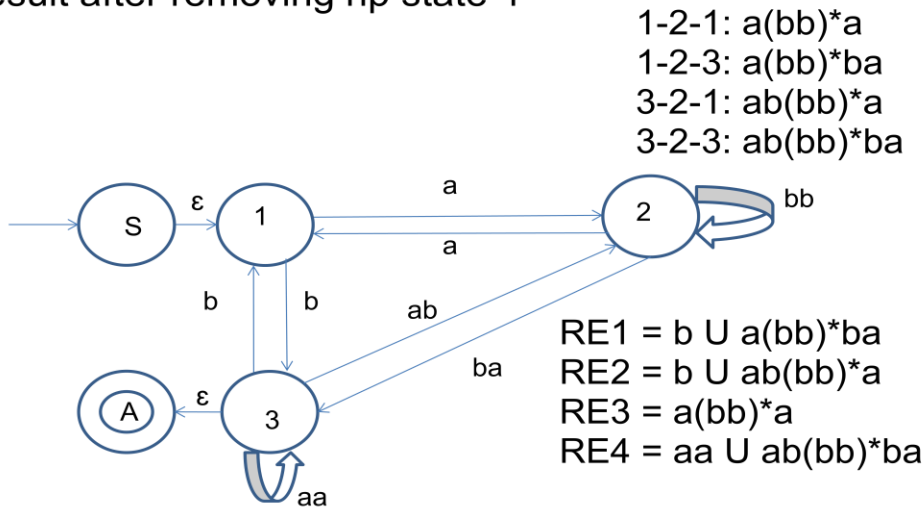 1-2-1: a(bb)*a
1-2-3: a(bb)*ba
3-2-1: ab(bb)*a
3-2-3: ab(bb)*ba
S
ε
1
a
a
2
bb
b
b
ab
ba
A
ε
3
aa
RE1 = b U a(bb)*ba
RE2 = b U ab(bb)*a
RE3 = a(bb)*a
RE4 = aa U ab(bb)*ba